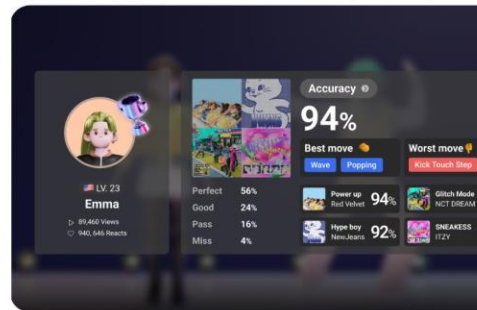 LV. 23
Emma
89,460 Views
940, 646 Reacts
Perfect 56%
Good 24%
Pass 16%
Miss 4%
Accuracy
94%
Best move
Wave Popping
Worst move
Kick Touch Step
Power up
Red Velvet
94%
Hype boy
NewJeans
92%
Glitch Mode
NCT DREAM
SNEAKESS
ITZY